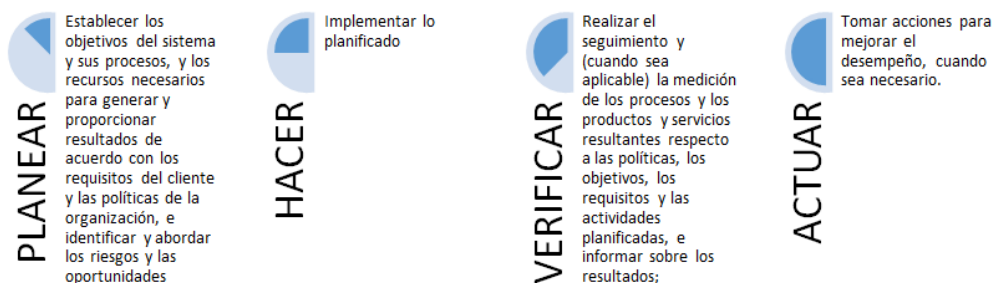 PLANEAR
Establecer los
objetivos del sistema
y sus procesos, y los
recursos necesarios
para generar y
proporcionar
resultados de
acuerdo con los
requisitos del cliente
y las políticas de la
organización, e
identificar y abordar
los riesgos y las
oportunidades
HACER
Implementar lo
planificado
VERIFICAR
Realizar el
seguimiento y
(cuando sea
aplicable) la medición
de los procesos y los
productos y servicios
resultantes respecto
a las políticas, los
objetivos, los
requisitos y las
actividades
planificadas, e
informar sobre los
resultados;
ACTUAR
Tomar acciones para
mejorar el
desempeño, cuando
sea necesario.